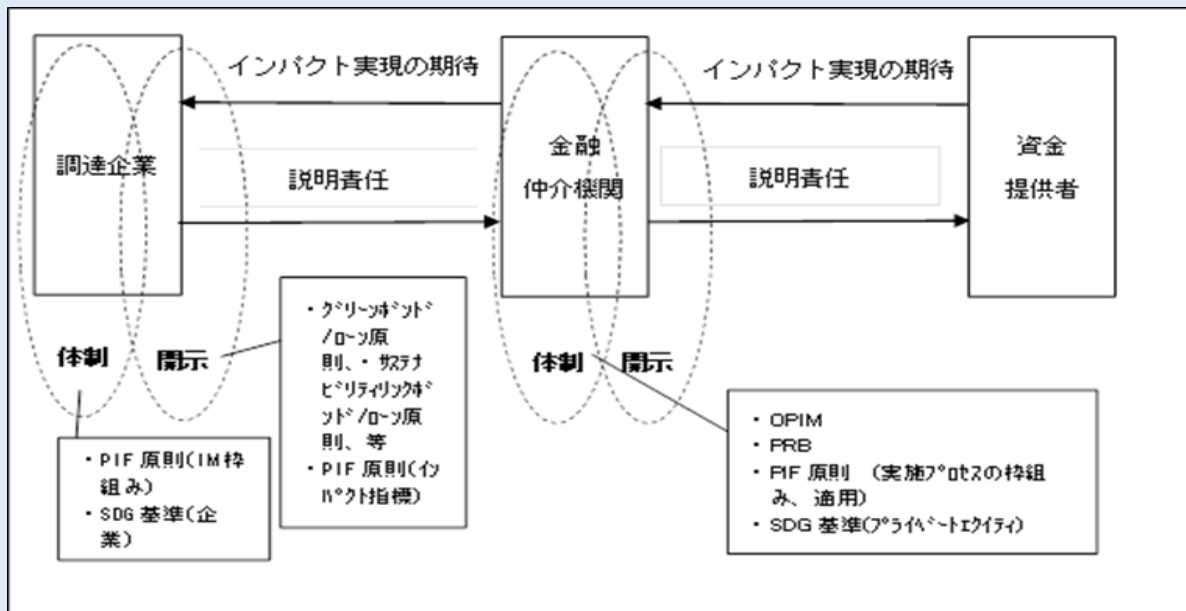 インパクト実現の期待
インパクト実現の期待
調達企業
金融
仲介機関
資金
提供者
説明責任
説明責任
体制
開示
体制
開示
・グリーンボンド
/ローン原
則、・サステナ
ビリティリンクボ
ンド/ローン原
則、等
・PIF 原則(イン
パクト指標)
・PIF 原則(IM枠
組み)
・SDG 基準(企
業)
・OPIM
・PRB
・PIF 原則 (実施プロセスの枠組
み、適用)
・SDG 基準(プライベートエクイティ)